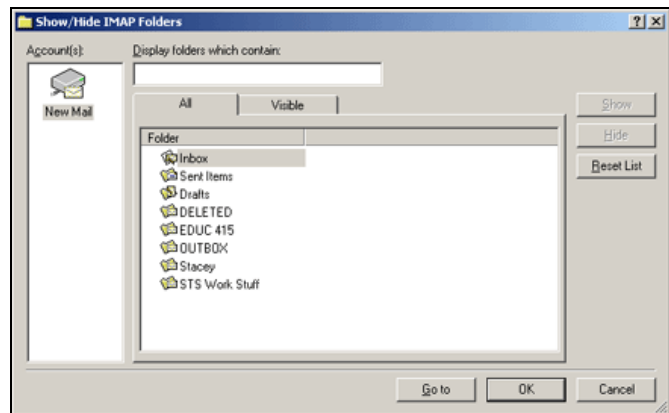 Show/Hide IMAP Folders
Account(s):
Display folders which contain:
New Mail
All
Visible
Show
Hide
Reset List
Folder
Inbox
Sent Items
Drafts
DELETED
EDUC 415
OUTBOX
Stacey
STS Work Stuff
Go to
OK
Cancel